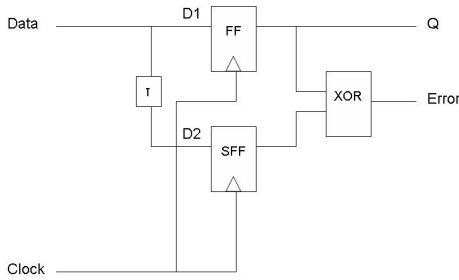 Data
D1
FF
Q
T
XOR
Error
D2
SFF
Clock